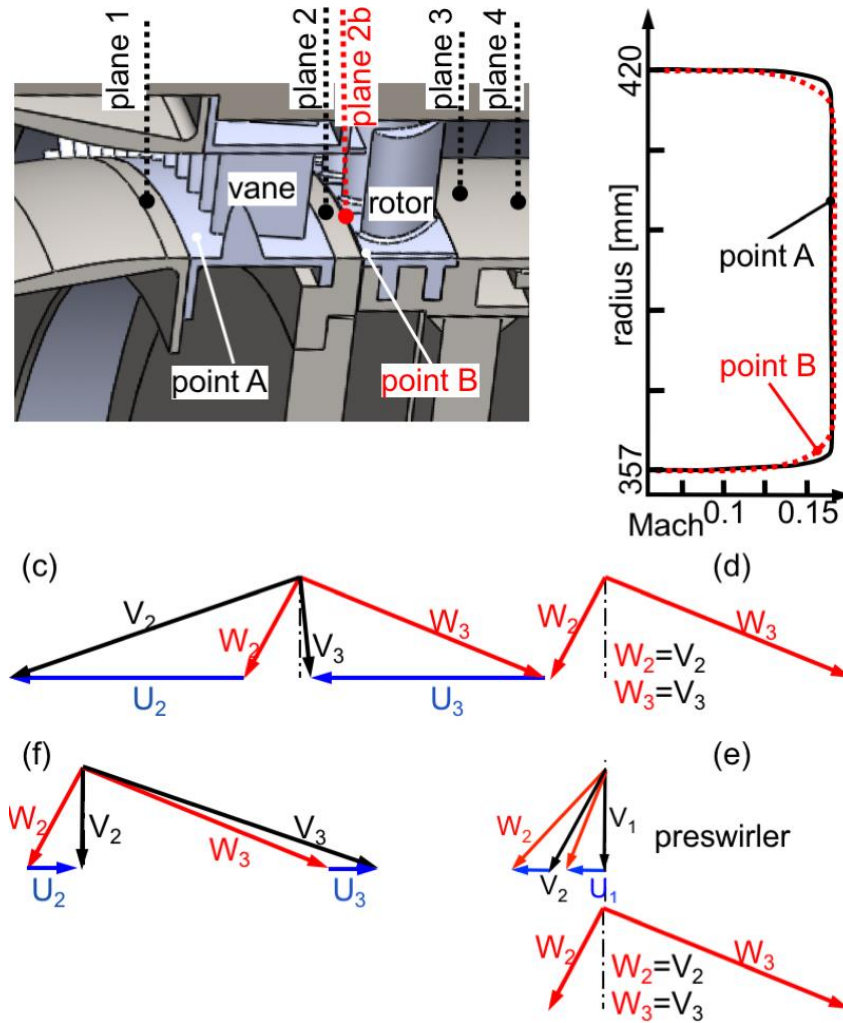 plane 1
plane 2
plane 2b
plane 3
plane 4
vane
rotor
point A
point B
420
radius [mm]
357
point A
point B
Mach
0.1
0.15
(c)
V₂
W₂
V₃
W₃
U₂
U₃
(d)
W₂
W₃
W₂=V₂
W₃=V₃
(f)
W₂
V₂
W₃
V₃
U₂
U₃
(e)
W₂
V₁
V₂
U₁
preswirler
W₂
W₃
W₂=V₂
W₃=V₃